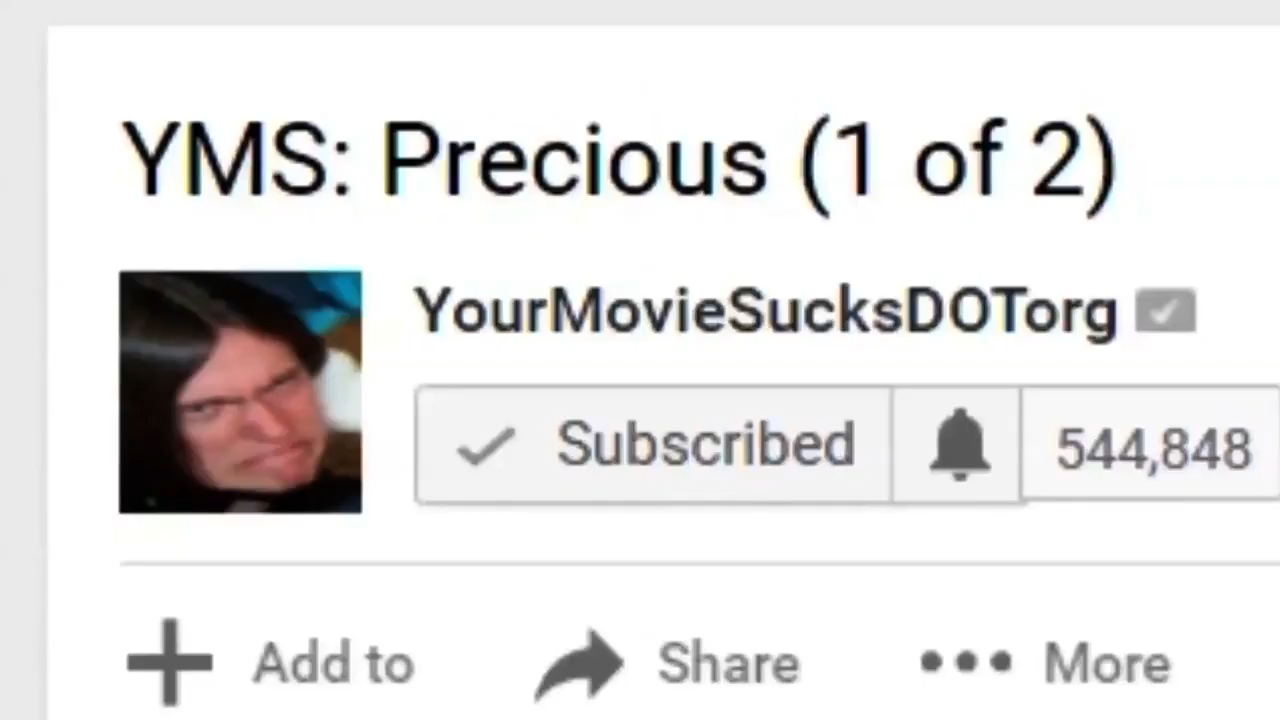 YMS: Precious (1 of 2)
YourMovieSucksDOTorg
Subscribed 544,848
Add to Share More